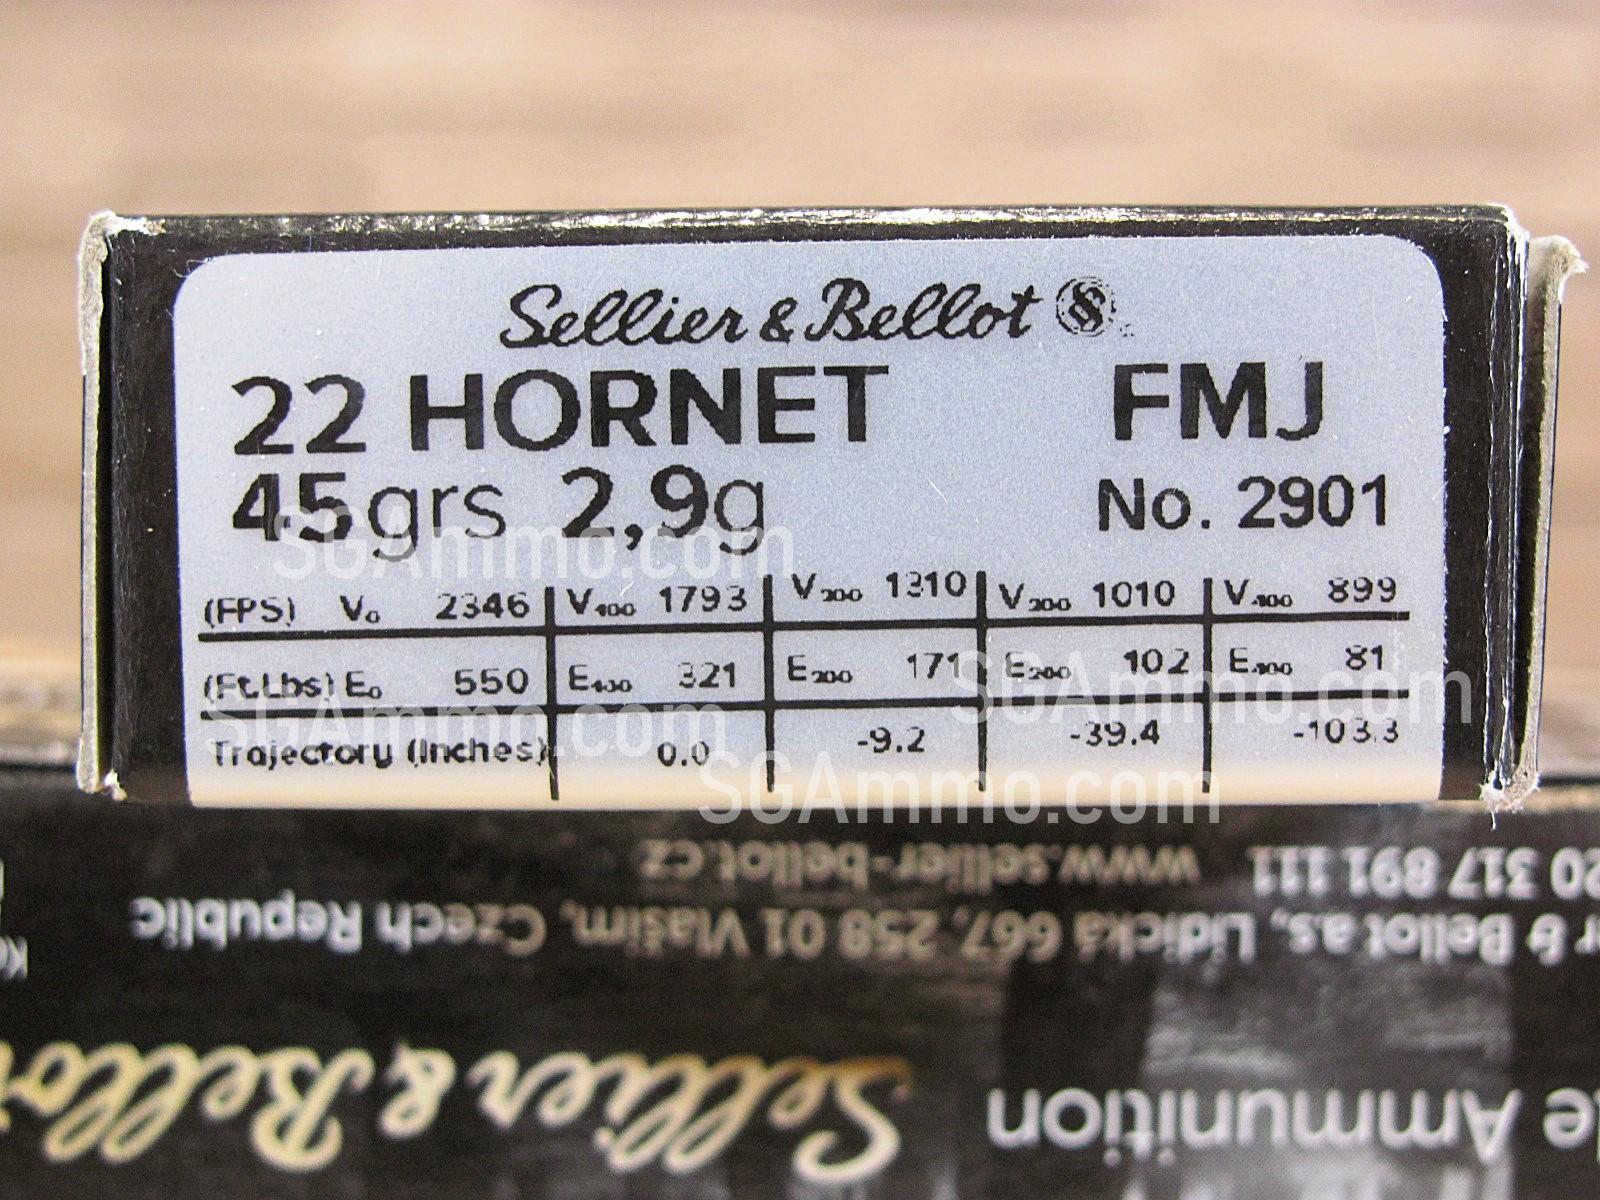 Sellier & Bellot
22 HORNET FMJ
45grs 2,9g No. 2901
(FPS) V₀ 2346 V₁₀₀ 1793 V₂₀₀ 1310 V₃₀₀ 1010 V₄₀₀ 899
(Ft.Lbs) E₀ 550 E₁₀₀ 321 E₂₀₀ 171 E₃₀₀ 102 E₄₀₀ 81
Trajectory (Inches) 0.0 -9.2 -39.4 -103.3
SGAmmo.com
SGAmmo.com
SGAmmo.com
SGAmmo.com
Ammunition
Sellier & Bellot
& Bellot a.s., Lidická 667, 258 01 Vlašim, Czech Republic
20 317 891 111 www.sellier-bellot.cz